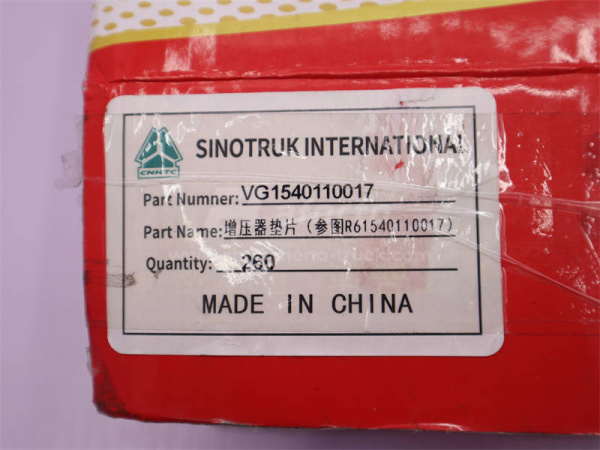 SINOTRUK INTERNATIONAL
CNHTC
Part Numner: VG1540110017
Part Name: 增压器垫片（参图R61540110017）
Quantity: 260
MADE IN CHINA